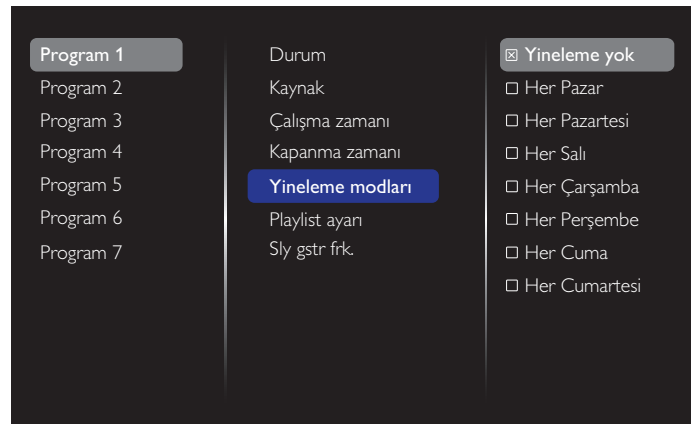 Program 1
Program 2
Program 3
Program 4
Program 5
Program 6
Program 7
Durum
Kaynak
Çalışma zamanı
Kapanma zamanı
Yineleme modları
Playlist ayarı
Sly gstr frk.
Yineleme yok
Her Pazar
Her Pazartesi
Her Salı
Her Çarşamba
Her Perşembe
Her Cuma
Her Cumartesi